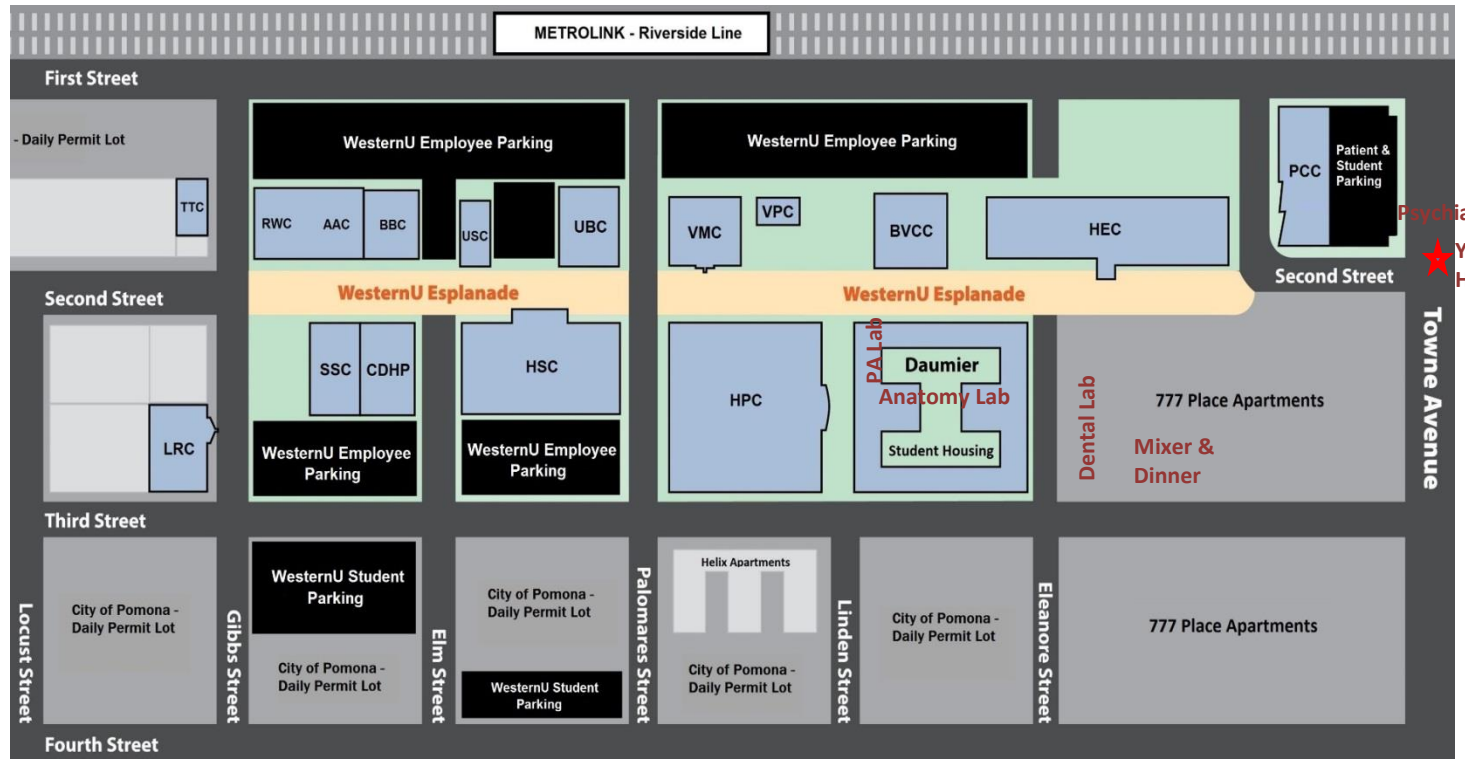 METROLINK - Riverside Line
First Street
- Daily Permit Lot
WesternU Employee Parking
WesternU Employee Parking
PCC
Patient &
Student
Parking
TTC
RWC
AAC
BBC
USC
UBC
VMC
VPC
BVCC
HEC
Psychia
Y
H
Second Street
WesternU Esplanade
WesternU Esplanade
Second Street
SSC
CDHP
HSC
HPC
PA Lab
Daumier
Anatomy Lab
Student Housing
Dental Lab
777 Place Apartments
Mixer &
Dinner
Towne Avenue
LRC
WesternU Employee
Parking
WesternU Employee
Parking
Third Street
Locust Street
City of Pomona -
Daily Permit Lot
Gibbs Street
WesternU Student
Parking
City of Pomona -
Daily Permit Lot
Elm Street
City of Pomona -
Daily Permit Lot
WesternU Student
Parking
Palomares Street
Helix Apartments
City of Pomona -
Daily Permit Lot
Linden Street
City of Pomona -
Daily Permit Lot
Eleanore Street
777 Place Apartments
Fourth Street